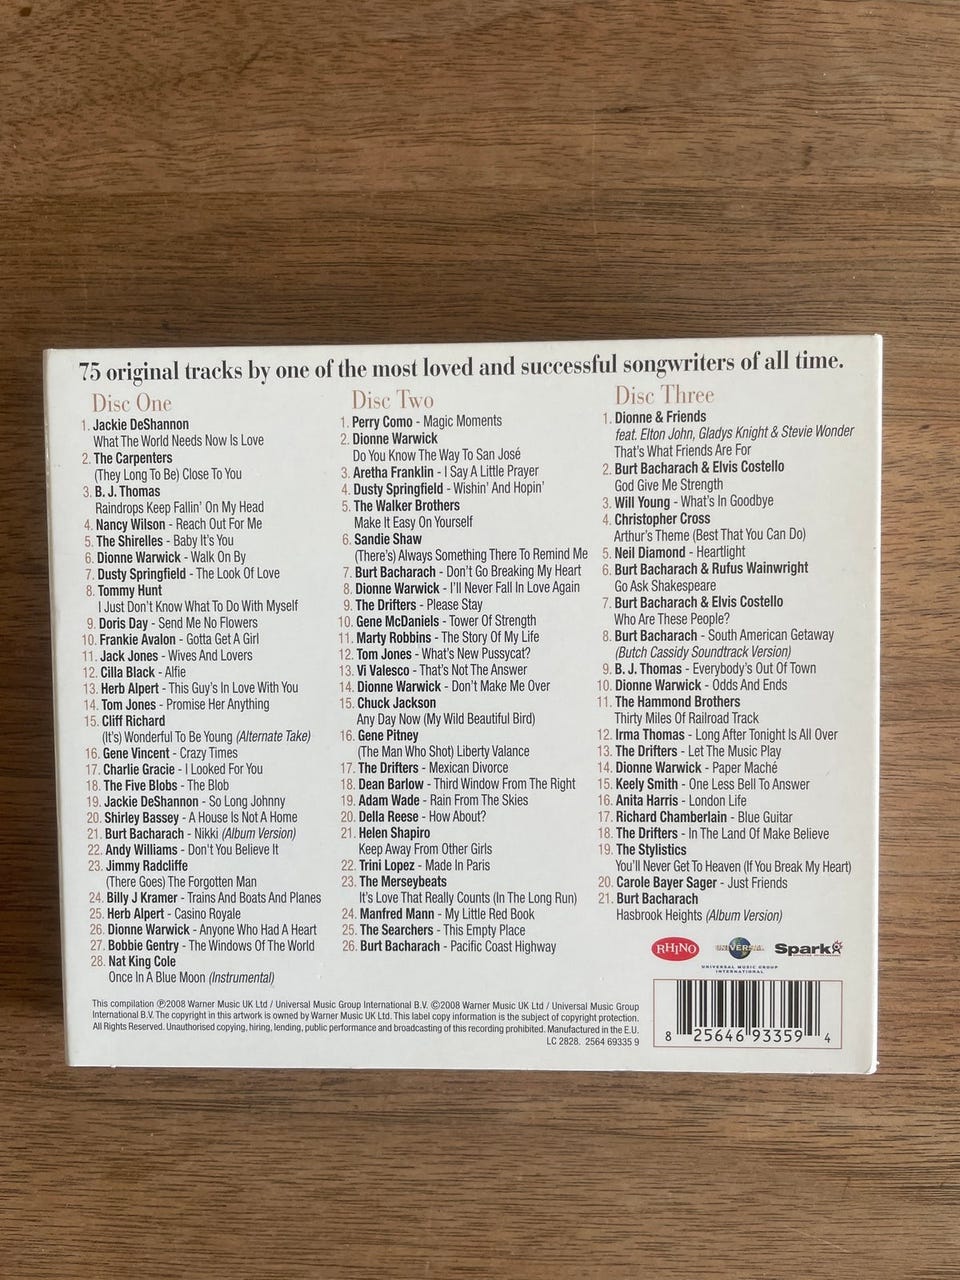 75 original tracks by one of the most loved and successful songwriters of all time.
Disc One
1. Jackie DeShannon
What The World Needs Now Is Love
2. The Carpenters
(They Long To Be) Close To You
3. B. J. Thomas
Raindrops Keep Fallin' On My Head
4. Nancy Wilson - Reach Out For Me
5. The Shirelles - Baby It's You
6. Dionne Warwick - Walk On By
7. Dusty Springfield - The Look Of Love
8. Tommy Hunt
I Just Don't Know What To Do With Myself
9. Doris Day - Send Me No Flowers
10. Frankie Avalon - Gotta Get A Girl
11. Jack Jones - Wives And Lovers
12. Cilla Black - Alfie
13. Herb Alpert - This Guy's In Love With You
14. Tom Jones - Promise Her Anything
15. Cliff Richard
(It's) Wonderful To Be Young (Alternate Take)
16. Gene Vincent - Crazy Times
17. Charlie Gracie - I Looked For You
18. The Five Blobs - The Blob
19. Jackie DeShannon - So Long Johnny
20. Shirley Bassey - A House Is Not A Home
21. Burt Bacharach - Nikki (Album Version)
22. Andy Williams - Don't You Believe It
23. Jimmy Radcliffe
(There Goes) The Forgotten Man
24. Billy J Kramer - Trains And Boats And Planes
25. Herb Alpert - Casino Royale
26. Dionne Warwick - Anyone Who Had A Heart
27. Bobbie Gentry - The Windows Of The World
28. Nat King Cole
Once In A Blue Moon (Instrumental)
Disc Two
1. Perry Como - Magic Moments
2. Dionne Warwick
Do You Know The Way To San José
3. Aretha Franklin - I Say A Little Prayer
4. Dusty Springfield - Wishin' And Hopin'
5. The Walker Brothers
Make It Easy On Yourself
6. Sandie Shaw
(There's) Always Something There To Remind Me
7. Burt Bacharach - Don't Go Breaking My Heart
8. Dionne Warwick - I'll Never Fall In Love Again
9. The Drifters - Please Stay
10. Gene McDaniels - Tower Of Strength
11. Marty Robbins - The Story Of My Life
12. Tom Jones - What's New Pussycat?
13. Vi Valesco - That's Not The Answer
14. Dionne Warwick - Don't Make Me Over
15. Chuck Jackson
Any Day Now (My Wild Beautiful Bird)
16. Gene Pitney
(The Man Who Shot) Liberty Valance
17. The Drifters - Mexican Divorce
18. Dean Barlow - Third Window From The Right
19. Adam Wade - Rain From The Skies
20. Della Reese - How About?
21. Helen Shapiro
Keep Away From Other Girls
22. Trini Lopez - Made In Paris
23. The Merseybeats
It's Love That Really Counts (In The Long Run)
24. Manfred Mann - My Little Red Book
25. The Searchers - This Empty Place
26. Burt Bacharach - Pacific Coast Highway
Disc Three
1. Dionne & Friends
feat. Elton John, Gladys Knight & Stevie Wonder
That's What Friends Are For
2. Burt Bacharach & Elvis Costello
God Give Me Strength
3. Will Young - What's In Goodbye
4. Christopher Cross
Arthur's Theme (Best That You Can Do)
5. Neil Diamond - Heartlight
6. Burt Bacharach & Rufus Wainwright
Go Ask Shakespeare
7. Burt Bacharach & Elvis Costello
Who Are These People?
8. Burt Bacharach - South American Getaway
(Butch Cassidy Soundtrack Version)
9. B. J. Thomas - Everybody's Out Of Town
10. Dionne Warwick - Odds And Ends
11. The Hammond Brothers
Thirty Miles Of Railroad Track
12. Irma Thomas - Long After Tonight Is All Over
13. The Drifters - Let The Music Play
14. Dionne Warwick - Paper Maché
15. Keely Smith - One Less Bell To Answer
16. Anita Harris - London Life
17. Richard Chamberlain - Blue Guitar
18. The Drifters - In The Land Of Make Believe
19. The Stylistics
You'll Never Get To Heaven (If You Break My Heart)
20. Carole Bayer Sager - Just Friends
21. Burt Bacharach
Hasbrook Heights (Album Version)
RHINO
UNIVERSAL
UNIVERSAL MUSIC GROUP
INTERNATIONAL
Spark
This compilation ℗2008 Warner Music UK Ltd / Universal Music Group International B.V. ©2008 Warner Music UK Ltd / Universal Music Group
International B.V. The copyright in this artwork is owned by Warner Music UK Ltd. This label copy information is the subject of copyright protection.
All Rights Reserved. Unauthorised copying, hiring, lending, public performance and broadcasting of this recording prohibited. Manufactured in the E.U.
LC 2828. 2564 69335 9
8 25646 93359 4